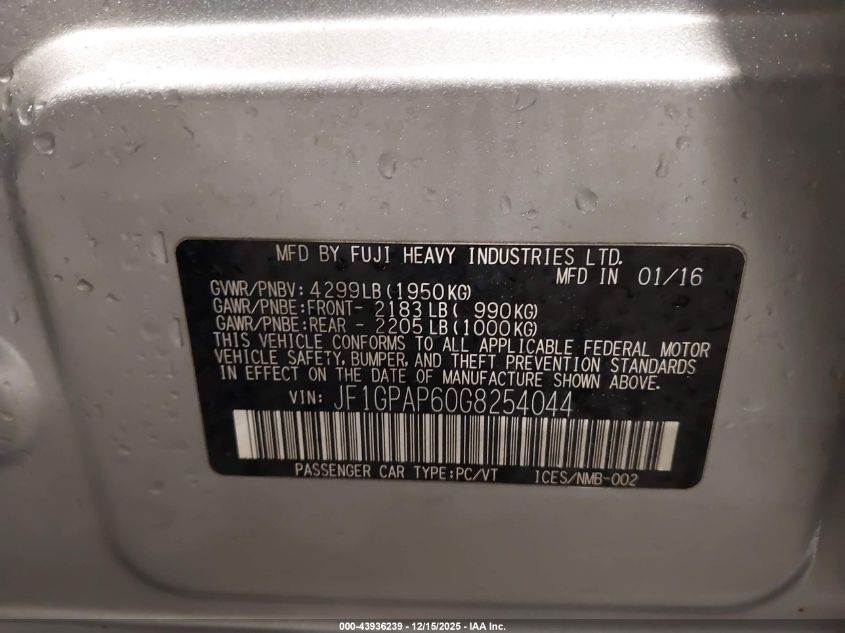 MFD BY FUJI HEAVY INDUSTRIES LTD.
MFD IN 01/16
GVWR/PNBV: 4299LB(1950KG)
GAWR/PNBE:FRONT- 2183LB( 990KG)
GAWR/PNBE:REAR - 2205LB(1000KG)
THIS VEHICLE CONFORMS TO ALL APPLICABLE FEDERAL MOTOR
VEHICLE SAFETY, BUMPER, AND THEFT PREVENTION STANDARDS
IN EFFECT ON THE DATE OF MANUFACTURE SHOWN ABOVE.
VIN: JF1GPAP60G8254044
PASSENGER CAR TYPE:PC/VT ICES/NMB-002
000-43936239 - 12/15/2025 - IAA Inc.